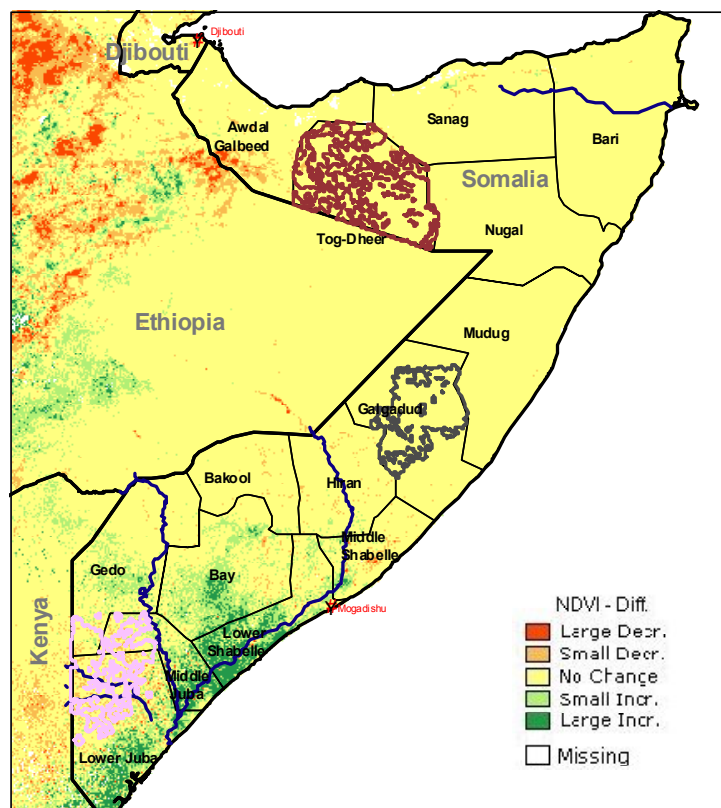 Djibouti
Djibouti
Awdal
Galbeed
Sanag
Bari
Somalia
Tog-Dheer
Nugal
Ethiopia
Mudug
Galgadud
Bakool
Hiran
Middle
Shabelle
Gedo
Bay
Mogadishu
Kenya
Lower
Shabelle
Middle
Juba
Lower Juba
NDVI - Diff.
Large Decr.
Small Decr.
No Change
Small Incr.
Large Incr.
Missing